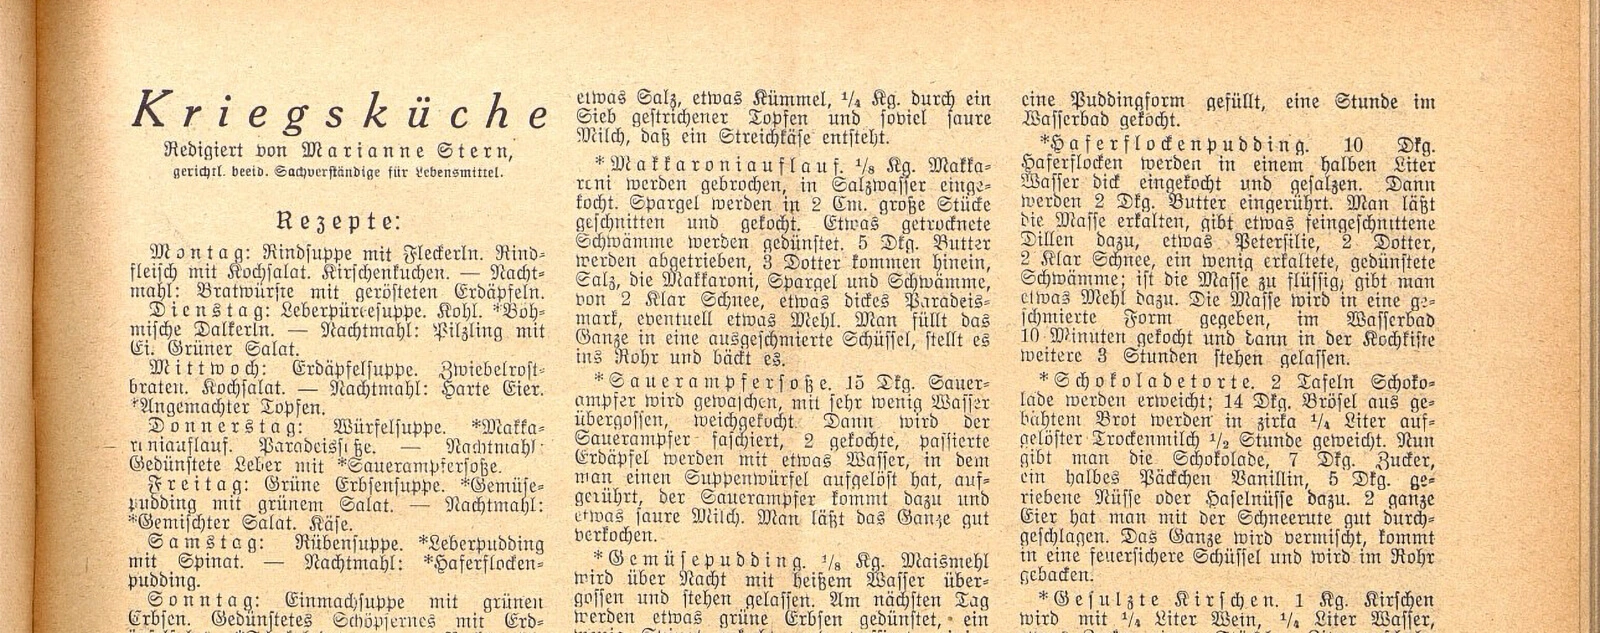 Kriegsküche
Redigiert von Marianne Stern,
gerichtl. beeid. Sachverständige für Lebensmittel.
Rezepte:
Montag: Rindsuppe mit Fleckerln. Rind-
fleisch mit Kochsalat. Kirschenkuchen. — Nacht-
mahl: Bratwürste mit gerösteten Erdäpfeln.
Dienstag: Leberpüreesuppe. Kohl. *Böh-
mische Dalkerln. — Nachtmahl: Pilzling mit
Ei. Grüner Salat.
Mittwoch: Erdäpfelsuppe. Zwiebelrost-
braten. Kochsalat. — Nachtmahl: Harte Eier.
*Angemachter Topfen.
Donnerstag: Würfelsuppe. *Makka-
roniauflauf. Paradeissoße. — Nachtmahl:
Gedünstete Leber mit *Sauerampfersoße.
Freitag: Grüne Erbsensuppe. *Gemüse-
pudding mit grünem Salat. — Nachtmahl:
*Gemischter Salat. Käse.
Samstag: Rübensuppe. *Leberpudding
mit Spinat. — Nachtmahl: *Haferflocken-
pudding.
Sonntag: Einmachsuppe mit grünen
Erbsen. Gedünstetes Schöpsernes mit Erd-
etwas Salz, etwas Kümmel, 1/4 Kg. durch ein
Sieb gestrichener Topfen und soviel saure
Milch, daß ein Streichkäse entsteht.
*Makkaroniauflauf. 1/8 Kg. Makka-
roni werden gebrochen, in Salzwasser einge-
kocht. Spargel werden in 2 Cm. große Stücke
geschnitten und gekocht. Etwas getrocknete
Schwämme werden gedünstet. 5 Dkg. Butter
werden abgetrieben, 3 Dotter kommen hinein,
Salz, die Makkaroni, Spargel und Schwämme,
von 2 Klar Schnee, etwas dickes Paradeis-
mark, eventuell etwas Mehl. Man füllt das
Ganze in eine ausgeschmierte Schüssel, stellt es
ins Rohr und bäckt es.
*Sauerampfersoße. 15 Dkg. Sauer-
ampfer wird gewaschen, mit sehr wenig Wasser
übergossen, weichgekocht. Dann wird der
Sauerampfer faschiert, 2 gekochte, passierte
Erdäpfel werden mit etwas Wasser, in dem
man einen Suppenwürfel aufgelöst hat, auf-
gerührt, der Sauerampfer kommt dazu und
etwas saure Milch. Man läßt das Ganze gut
verkochen.
*Gemüsepudding. 1/8 Kg. Maismehl
wird über Nacht mit heißem Wasser über-
gossen und stehen gelassen. Am nächsten Tag
werden etwas grüne Erbsen gedünstet, ein
eine Puddingform gefüllt, eine Stunde im
Wasserbad gekocht.
*Haferflockenpudding. 10 Dkg.
Haferflocken werden in einem halben Liter
Wasser dick eingekocht und gesalzen. Dann
werden 2 Dkg. Butter eingerührt. Man läßt
die Masse erkalten, gibt etwas feingeschnittene
Dillen dazu, etwas Petersilie, 2 Dotter,
2 Klar Schnee, ein wenig erkaltete, gedünstete
Schwämme; ist die Masse zu flüssig, gibt man
etwas Mehl dazu. Die Masse wird in eine ge-
schmierte Form gegeben, im Wasserbad
10 Minuten gekocht und dann in der Kochkiste
weitere 3 Stunden stehen gelassen.
*Schokoladetorte. 2 Tafeln Schoko-
lade werden erweicht; 14 Dkg. Brösel aus ge-
bähtem Brot werden in zirka 1/4 Liter auf-
gelöster Trockenmilch 1/2 Stunde geweicht. Nun
gibt man die Schokolade, 7 Dkg. Zucker,
ein halbes Päckchen Vanillin, 5 Dkg. ge-
riebene Nüsse oder Haselnüsse dazu. 2 ganze
Eier hat man mit der Schneerute gut durch-
geschlagen. Das Ganze wird vermischt, kommt
in eine feuersichere Schüssel und wird im Rohr
gebacken.
*Gesulzte Kirschen. 1 Kg. Kirschen
wird mit 1/4 Liter Wein, 1/4 Liter Wasser,